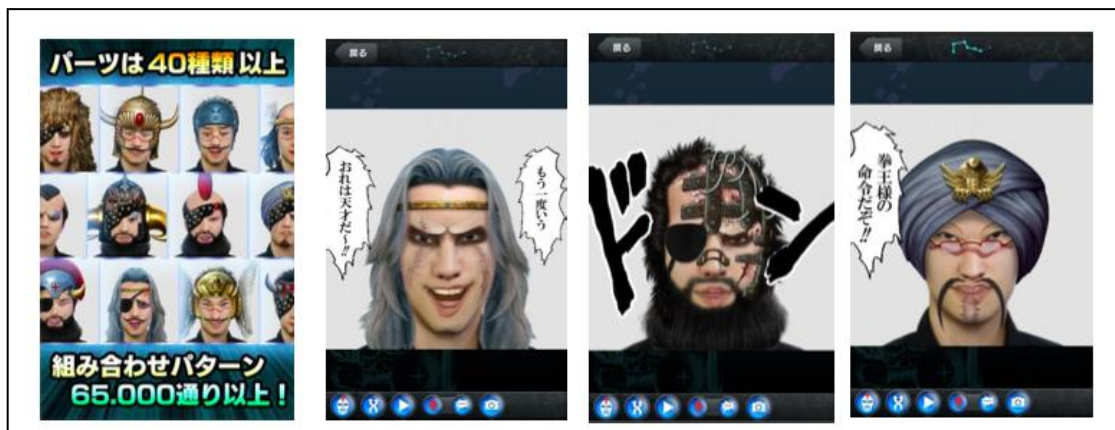 パーツは40種類以上
組み合わせパターン
65.000通り以上！
戻る
もう一度いう
おれは天才だ〜!!
戻る
ドーン
戻る
拳王様の
命令だぞ!!